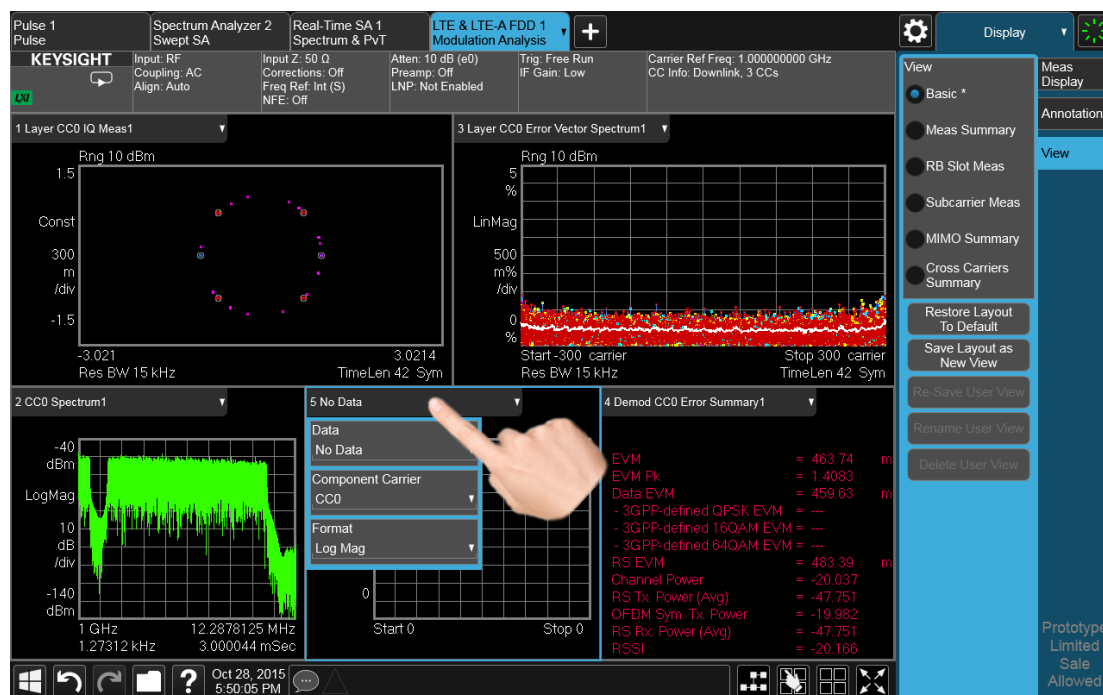 Pulse 1
Pulse
Spectrum Analyzer 2
Swept SA
Real-Time SA 1
Spectrum & PvT
LTE & LTE-A FDD 1
Modulation Analysis
Display
KEYSIGHT
LXI
Input: RF
Coupling: AC
Align: Auto
Input Z: 50 Ω
Corrections: Off
Freq Ref: Int (S)
NFE: Off
Atten: 10 dB (e0)
Preamp: Off
LNP: Not Enabled
Trig: Free Run
IF Gain: Low
Carrier Ref Freq: 1.000000000 GHz
CC Info: Downlink, 3 CCs
1 Layer CC0 IQ Meas1
Rng 10 dBm
1.5
Const
300
m
/div
-1.5
-3.021
3.0214
Res BW 15 kHz
TimeLen 42 Sym
3 Layer CC0 Error Vector Spectrum1
Rng 10 dBm
5
%
LinMag
500
m%
/div
0
%
Start -300 carrier
Stop 300 carrier
Res BW 15 kHz
TimeLen 42 Sym
2 CC0 Spectrum1
-40
dBm
LogMag
10
dB
/div
-140
dBm
1 GHz
12.2878125 MHz
1.27312 kHz
3.000044 mSec
5 No Data
Data
No Data
Component Carrier
CC0
Format
Log Mag
0
Start 0
Stop 0
4 Demod CC0 Error Summary1
EVM = 463.74 m
EVM Pk = 1.4083
Data EVM = 459.63 m
- 3GPP-defined QPSK EVM = ---
- 3GPP-defined 16QAM EVM = ---
- 3GPP-defined 64QAM EVM = ---
RS EVM = 483.39 m
Channel Power = -20.037
RS Tx. Power (Avg) = -47.751
OFDM Sym. Tx. Power = -19.982
RS Rx. Power (Avg) = -47.751
RSSI = -20.166
View
Basic *
Meas Summary
RB Slot Meas
Subcarrier Meas
MIMO Summary
Cross Carriers
Summary
Restore Layout
To Default
Save Layout as
New View
Re-Save User View
Rename User View
Delete User View
Meas
Display
Annotation
View
Prototype
Limited
Sale
Allowed
Oct 28, 2015
5:50:05 PM